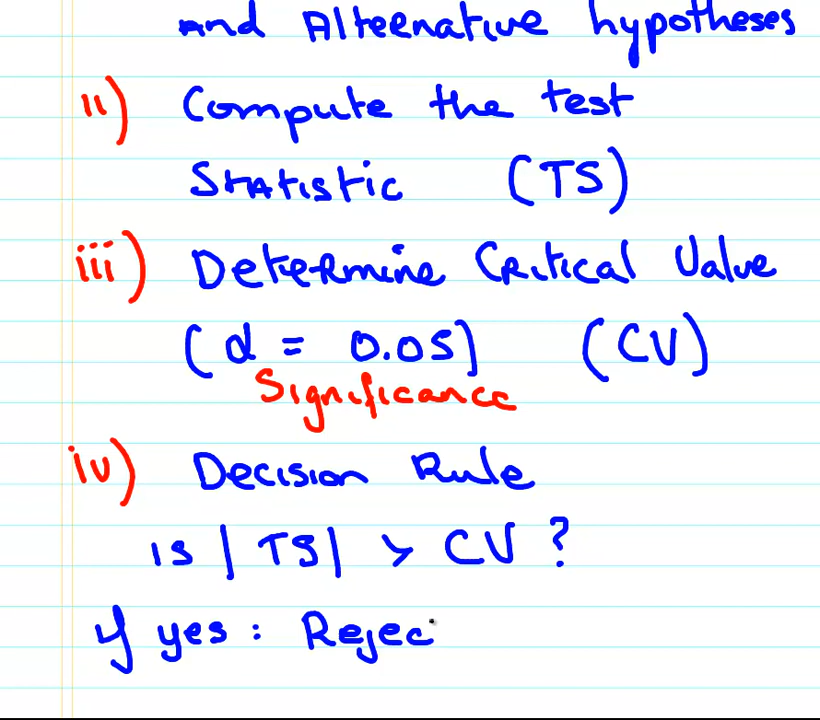 and Alternative hypotheses
ii) Compute the test
Statistic (TS)
iii) Determine Critical Value
(α = 0.05) (CV)
Significance
iv) Decision Rule
is |TS| > CV ?
If yes : Rejec